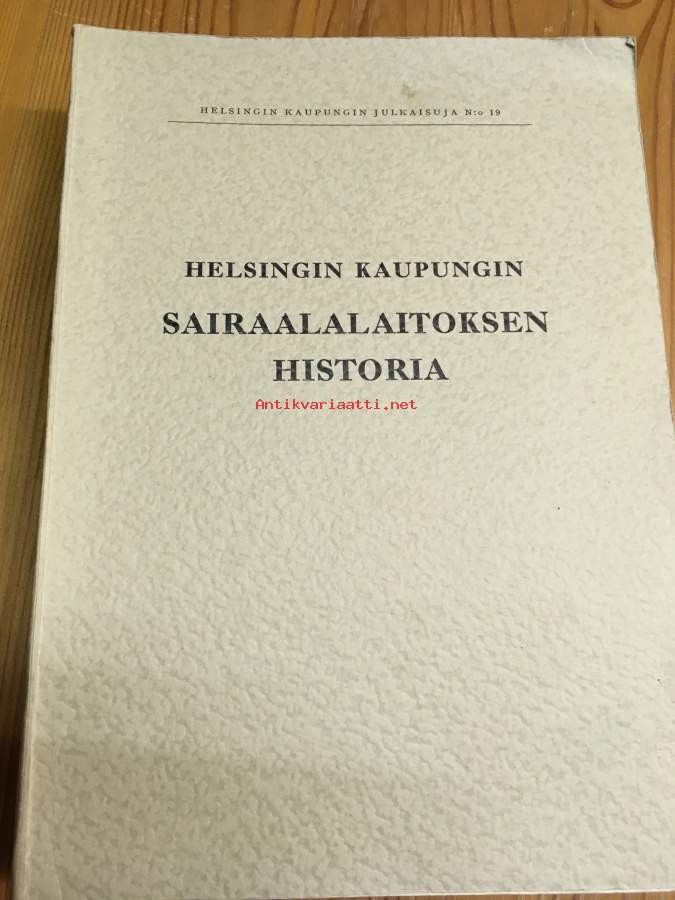 HELSINGIN KAUPUNGIN JULKAISUJA N:o 19
HELSINGIN KAUPUNGIN
SAIRAALALAITOKSEN
HISTORIA
Antikvariaatti.net